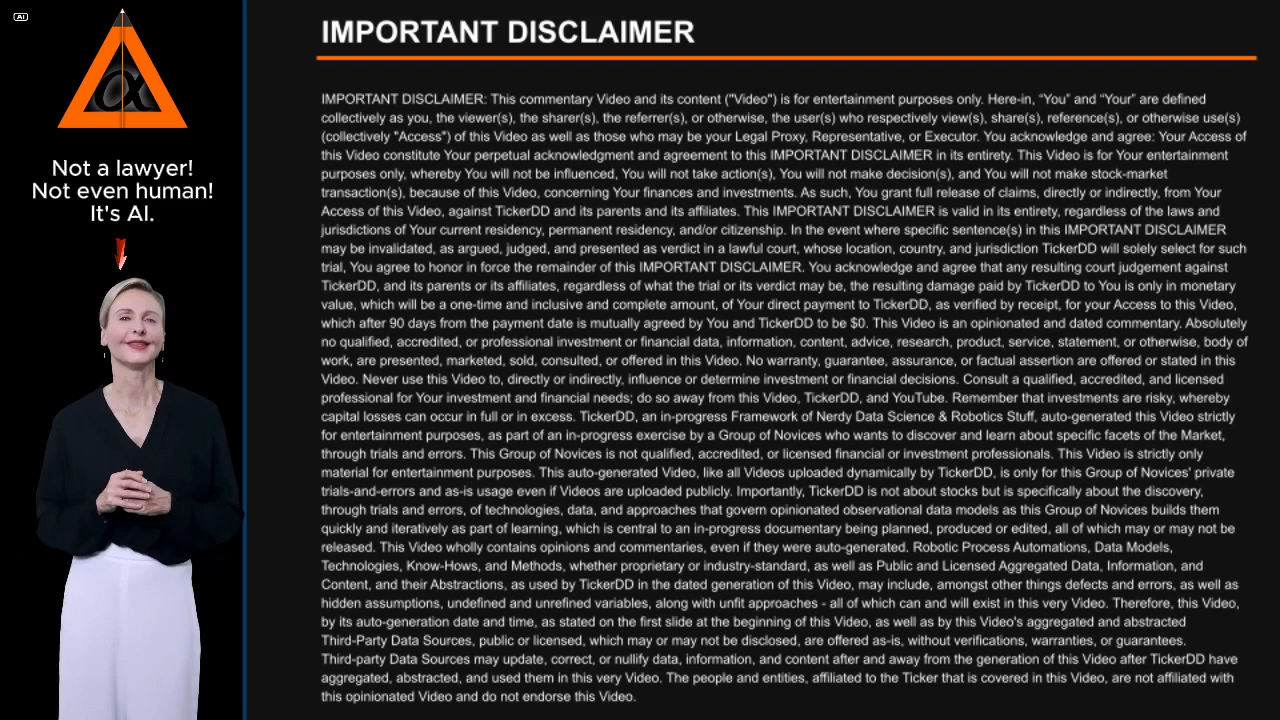 AI
α
Not a lawyer!
Not even human!
It's AI.
IMPORTANT DISCLAIMER
IMPORTANT DISCLAIMER: This commentary Video and its content ("Video") is for entertainment purposes only. Here-in, “You” and “Your” are defined
collectively as you, the viewer(s), the sharer(s), the referrer(s), or otherwise, the user(s) who respectively view(s), share(s), reference(s), or otherwise use(s)
(collectively "Access") of this Video as well as those who may be your Legal Proxy, Representative, or Executor. You acknowledge and agree: Your Access of
this Video constitute Your perpetual acknowledgment and agreement to this IMPORTANT DISCLAIMER in its entirety. This Video is for Your entertainment
purposes only, whereby You will not be influenced, You will not take action(s), You will not make decision(s), and You will not make stock-market
transaction(s), because of this Video, concerning Your finances and investments. As such, You grant full release of claims, directly or indirectly, from Your
Access of this Video, against TickerDD and its parents and its affiliates. This IMPORTANT DISCLAIMER is valid in its entirety, regardless of the laws and
jurisdictions of Your current residency, permanent residency, and/or citizenship. In the event where specific sentence(s) in this IMPORTANT DISCLAIMER
may be invalidated, as argued, judged, and presented as verdict in a lawful court, whose location, country, and jurisdiction TickerDD will solely select for such
trial, You agree to honor in force the remainder of this IMPORTANT DISCLAIMER. You acknowledge and agree that any resulting court judgement against
TickerDD, and its parents or its affiliates, regardless of what the trial or its verdict may be, the resulting damage paid by TickerDD to You is only in monetary
value, which will be a one-time and inclusive and complete amount, of Your direct payment to TickerDD, as verified by receipt, for your Access to this Video,
which after 90 days from the payment date is mutually agreed by You and TickerDD to be $0. This Video is an opinionated and dated commentary. Absolutely
no qualified, accredited, or professional investment or financial data, information, content, advice, research, product, service, statement, or otherwise, body of
work, are presented, marketed, sold, consulted, or offered in this Video. No warranty, guarantee, assurance, or factual assertion are offered or stated in this
Video. Never use this Video to, directly or indirectly, influence or determine investment or financial decisions. Consult a qualified, accredited, and licensed
professional for Your investment and financial needs; do so away from this Video, TickerDD, and YouTube. Remember that investments are risky, whereby
capital losses can occur in full or in excess. TickerDD, an in-progress Framework of Nerdy Data Science & Robotics Stuff, auto-generated this Video strictly
for entertainment purposes, as part of an in-progress exercise by a Group of Novices who wants to discover and learn about specific facets of the Market,
through trials and errors. This Group of Novices is not qualified, accredited, or licensed financial or investment professionals. This Video is strictly only
material for entertainment purposes. This auto-generated Video, like all Videos uploaded dynamically by TickerDD, is only for this Group of Novices' private
trials-and-errors and as-is usage even if Videos are uploaded publicly. Importantly, TickerDD is not about stocks but is specifically about the discovery,
through trials and errors, of technologies, data, and approaches that govern opinionated observational data models as this Group of Novices builds them
quickly and iteratively as part of learning, which is central to an in-progress documentary being planned, produced or edited, all of which may or may not be
released. This Video wholly contains opinions and commentaries, even if they were auto-generated. Robotic Process Automations, Data Models,
Technologies, Know-Hows, and Methods, whether proprietary or industry-standard, as well as Public and Licensed Aggregated Data, Information, and
Content, and their Abstractions, as used by TickerDD in the dated generation of this Video, may include, amongst other things defects and errors, as well as
hidden assumptions, undefined and unrefined variables, along with unfit approaches - all of which can and will exist in this very Video. Therefore, this Video,
by its auto-generation date and time, as stated on the first slide at the beginning of this Video, as well as by this Video's aggregated and abstracted
Third-Party Data Sources, public or licensed, which may or may not be disclosed, are offered as-is, without verifications, warranties, or guarantees.
Third-party Data Sources may update, correct, or nullify data, information, and content after and away from the generation of this Video after TickerDD have
aggregated, abstracted, and used them in this very Video. The people and entities, affiliated to the Ticker that is covered in this Video, are not affiliated with
this opinionated Video and do not endorse this Video.